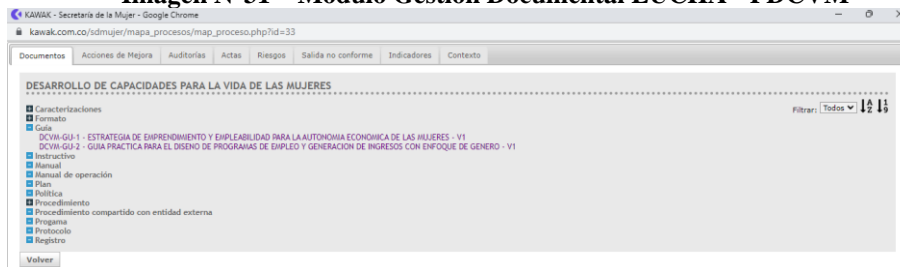 Imagen N°31 – Módulo Gestión Documental LUCHA - PDCVM
KAWAK - Secretaría de la Mujer - Google Chrome
kawak.com.co/sdmujer/mapa_procesos/map_proceso.php?id=33
Documentos Acciones de Mejora Auditorías Actas Riesgos Salida no conforme Indicadores Contexto
DESARROLLO DE CAPACIDADES PARA LA VIDA DE LAS MUJERES
Filtrar: Todos
Caracterizaciones
Formato
Guía
DCVM-GU-1 - ESTRATEGIA DE EMPRENDIMIENTO Y EMPLEABILIDAD PARA LA AUTONOMIA ECONOMICA DE LAS MUJERES - V1
DCVM-GU-2 - GUIA PRACTICA PARA EL DISENO DE PROGRAMAS DE EMPLEO Y GENERACION DE INGRESOS CON ENFOQUE DE GENERO - V1
Instructivo
Manual
Manual de operación
Plan
Política
Procedimiento
Procedimiento compartido con entidad externa
Progama
Protocolo
Registro
Volver